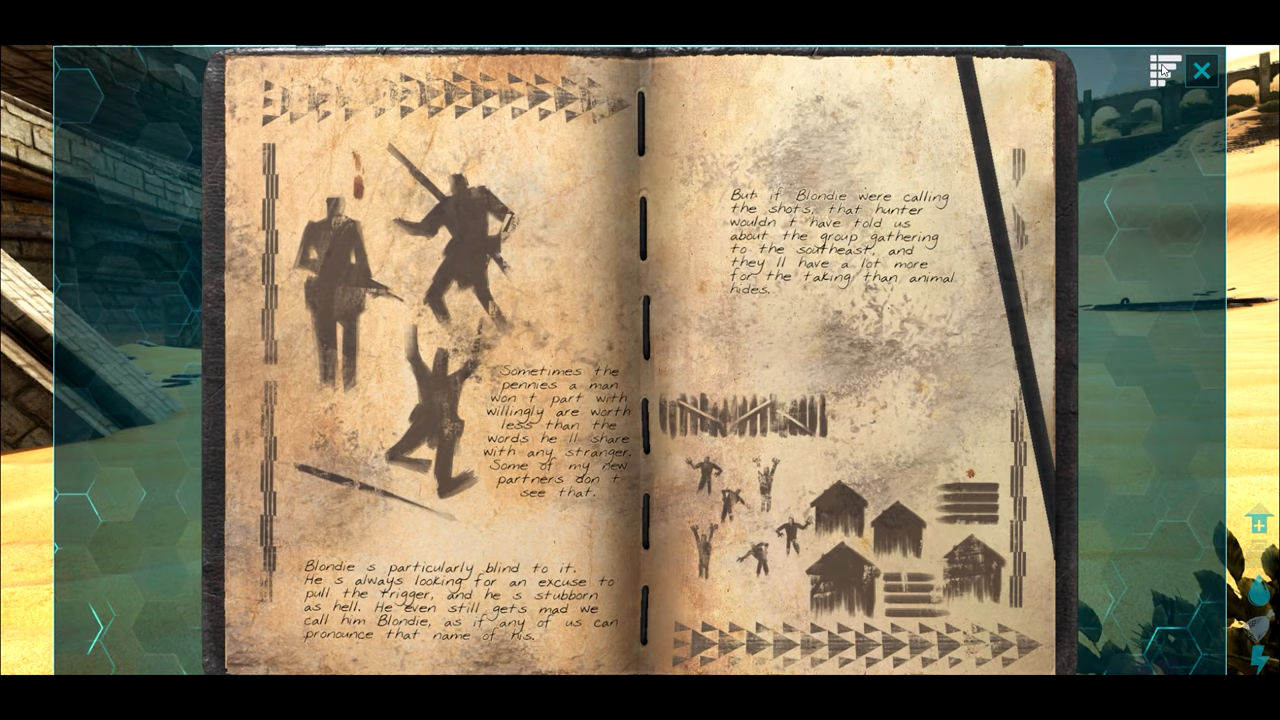 Sometimes the
pennies a man
won t part with
willingly are worth
less than the
words he ll share
with any stranger.
Some of my new
partners don t
see that.
Blondie s particularly blind to it.
He s always looking for an excuse to
pull the trigger, and he s stubborn
as hell. He even still gets mad we
call him Blondie, as if any of us can
pronounce that name of his.
But if Blondie were calling
the shots, that hunter
wouldn t have told us
about the group gathering
to the southeast, and
they ll have a lot more
for the taking than animal
hides.